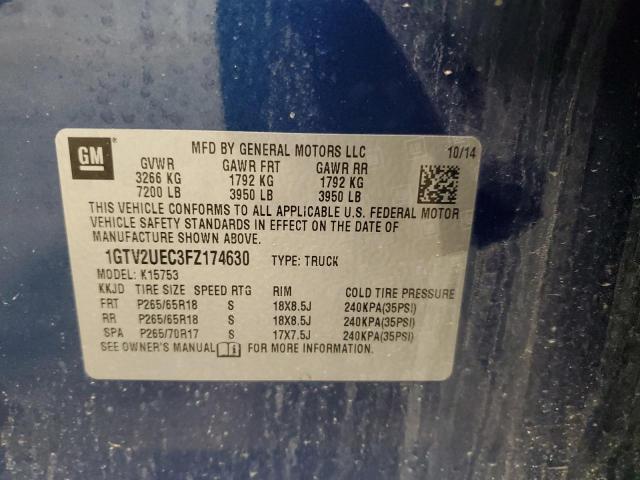 GM MFD BY GENERAL MOTORS LLC 10/14
GVWR GAWR FRT GAWR RR
3266 KG 1792 KG 1792 KG
7200 LB 3950 LB 3950 LB
THIS VEHICLE CONFORMS TO ALL APPLICABLE U.S. FEDERAL MOTOR
VEHICLE SAFETY STANDARDS IN EFFECT ON THE DATE OF
MANUFACTURE SHOWN ABOVE.
1GTV2UEC3FZ174630 TYPE: TRUCK
MODEL: K15753
KKJD TIRE SIZE SPEED RTG RIM COLD TIRE PRESSURE
FRT P265/65R18 S 18X8.5J 240KPA(35PSI)
RR P265/65R18 S 18X8.5J 240KPA(35PSI)
SPA P265/70R17 S 17X7.5J 240KPA(35PSI)
SEE OWNER'S MANUAL FOR MORE INFORMATION.